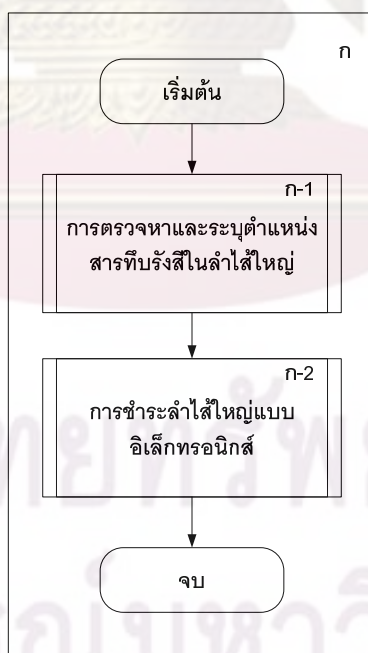 ก
เริ่มต้น
ก-1
การตรวจหาและระบุตำแหน่ง
สารทึบรังสีในลำไส้ใหญ่
ก-2
การชำระลำไส้ใหญ่แบบ
อิเล็กทรอนิกส์
จบ